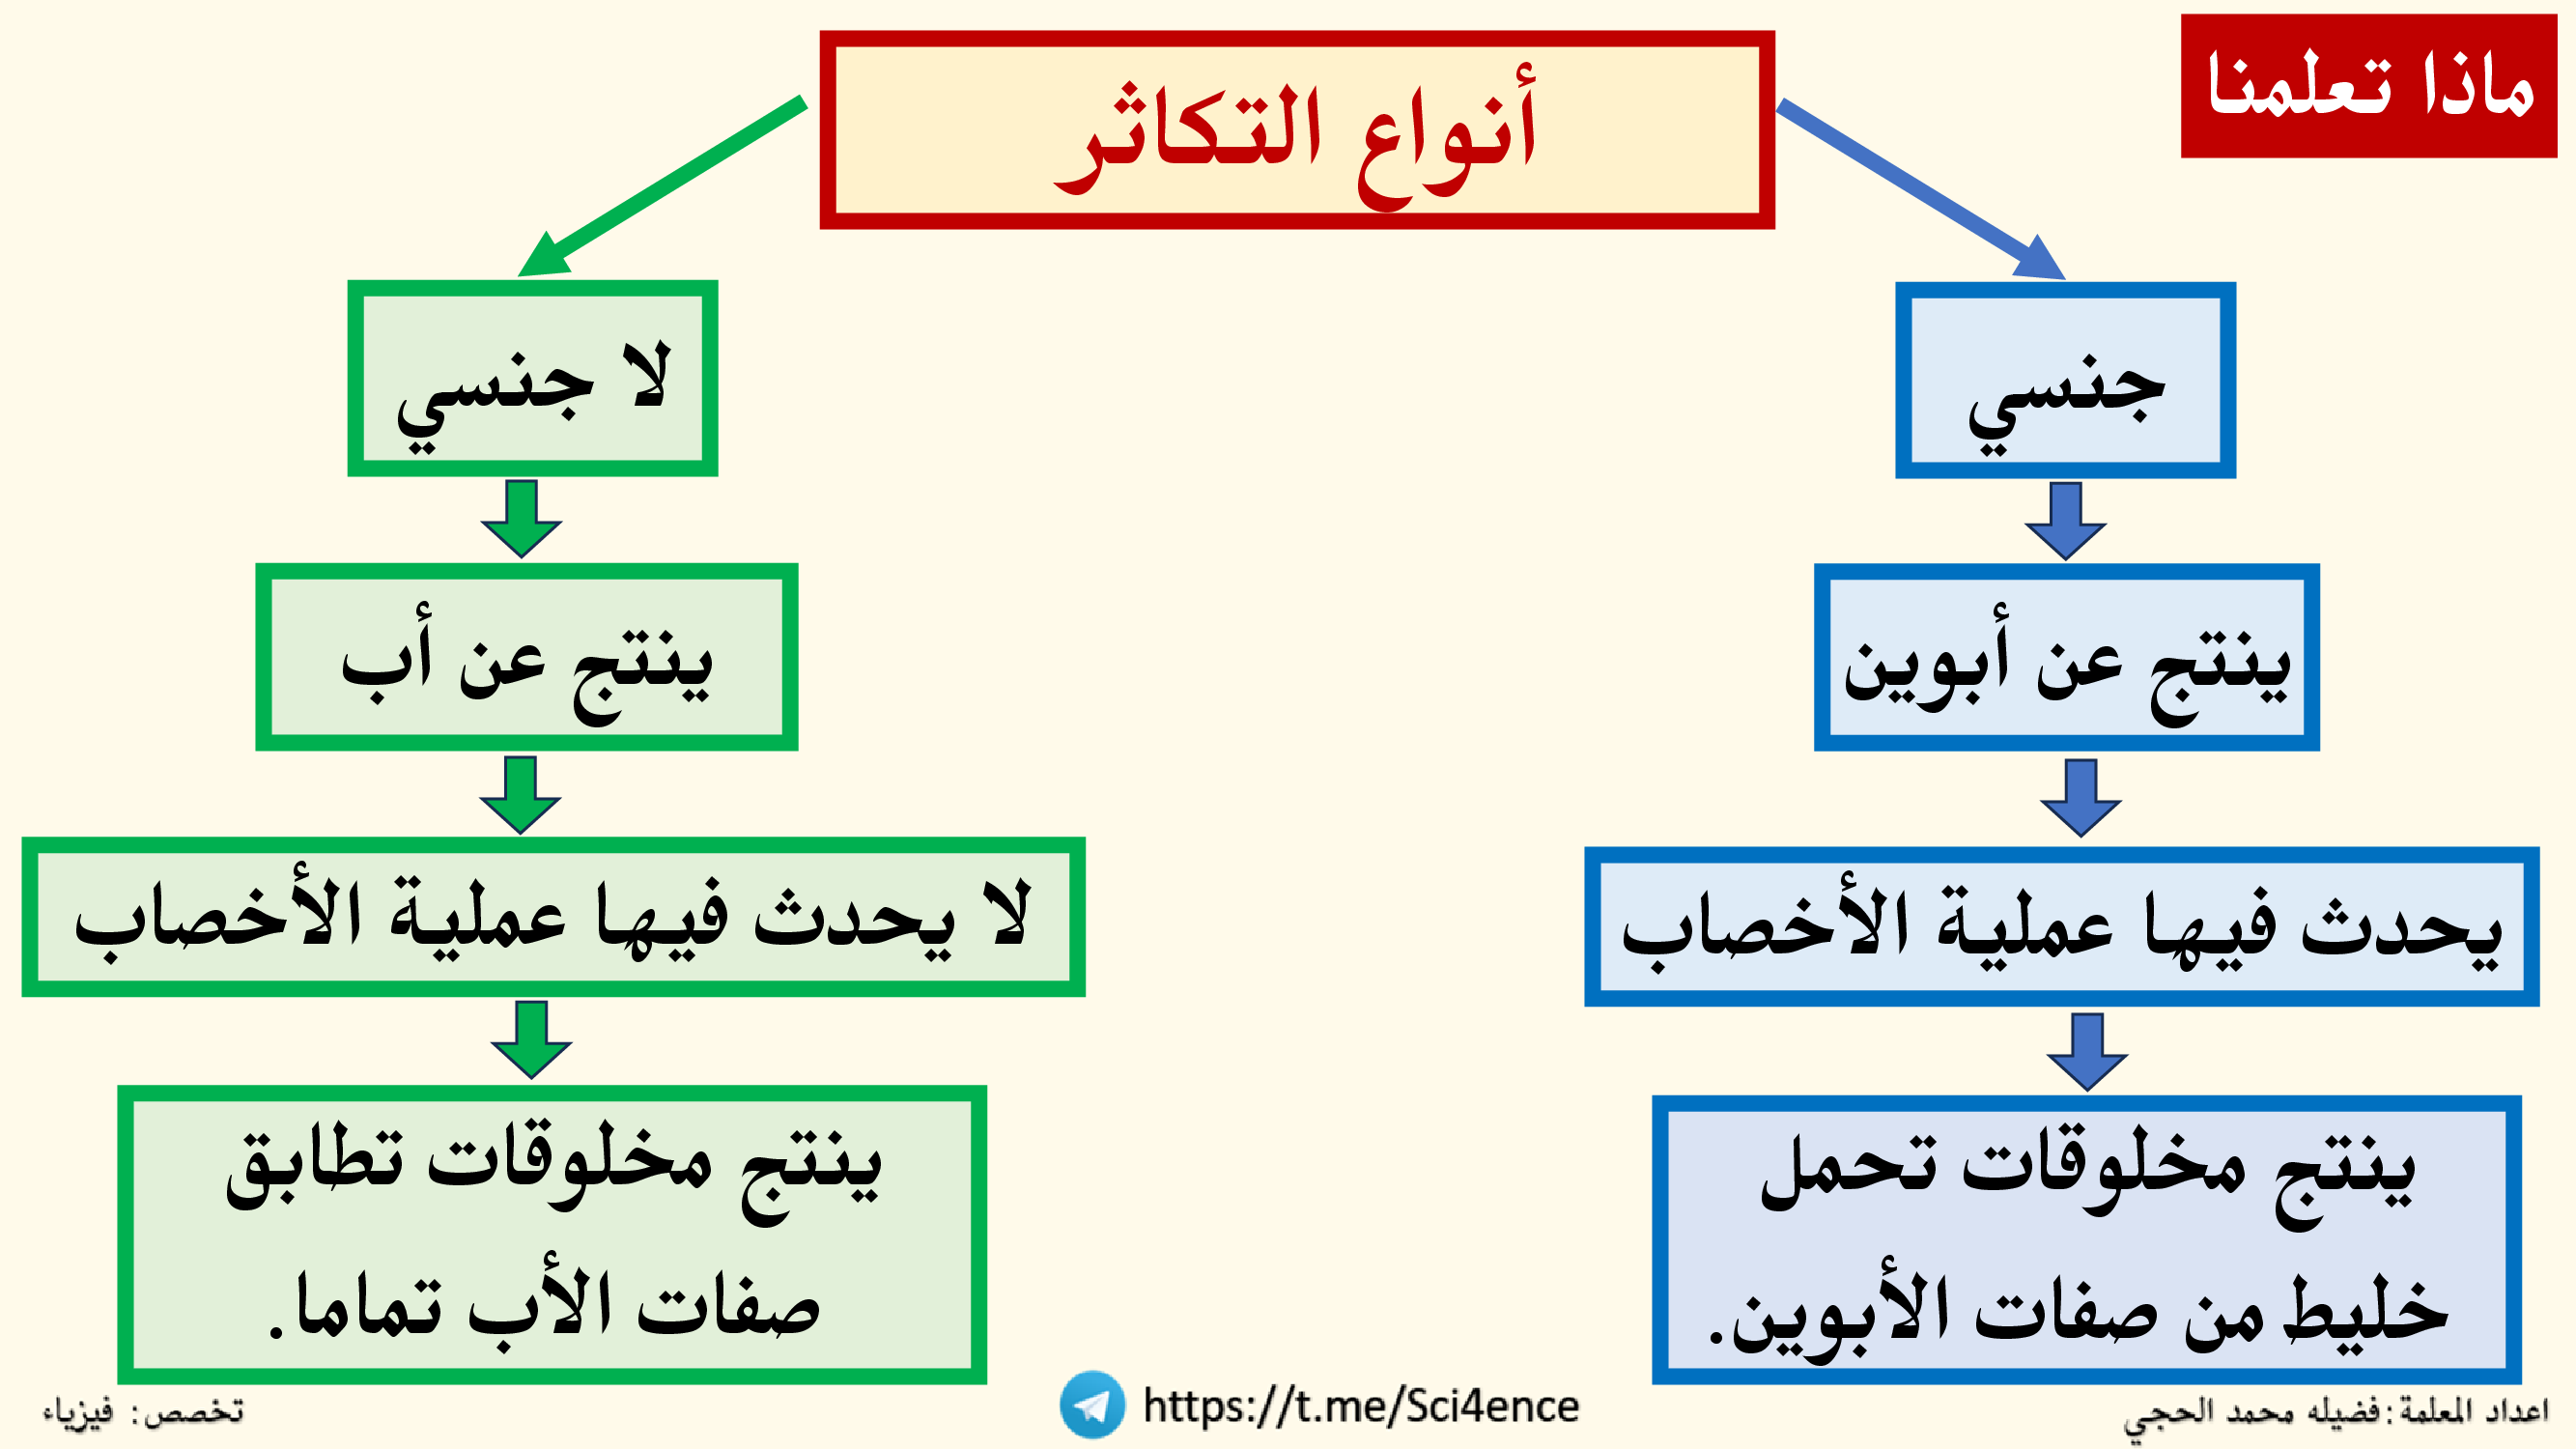 ماذا تعلمنا
أنواع التكاثر
جنسي
ينتج عن أبوين
يحدث فيها عملية الأخصاب
ينتج مخلوقات تحمل
خليط من صفات الأبوين.
لا جنسي
ينتج عن أب
لا يحدث فيها عملية الأخصاب
ينتج مخلوقات تطابق
صفات الأب تماما.
اعداد المعلمة:فضيله محمد الحجي
https://t.me/Sci4ence
تخصص: فيزياء